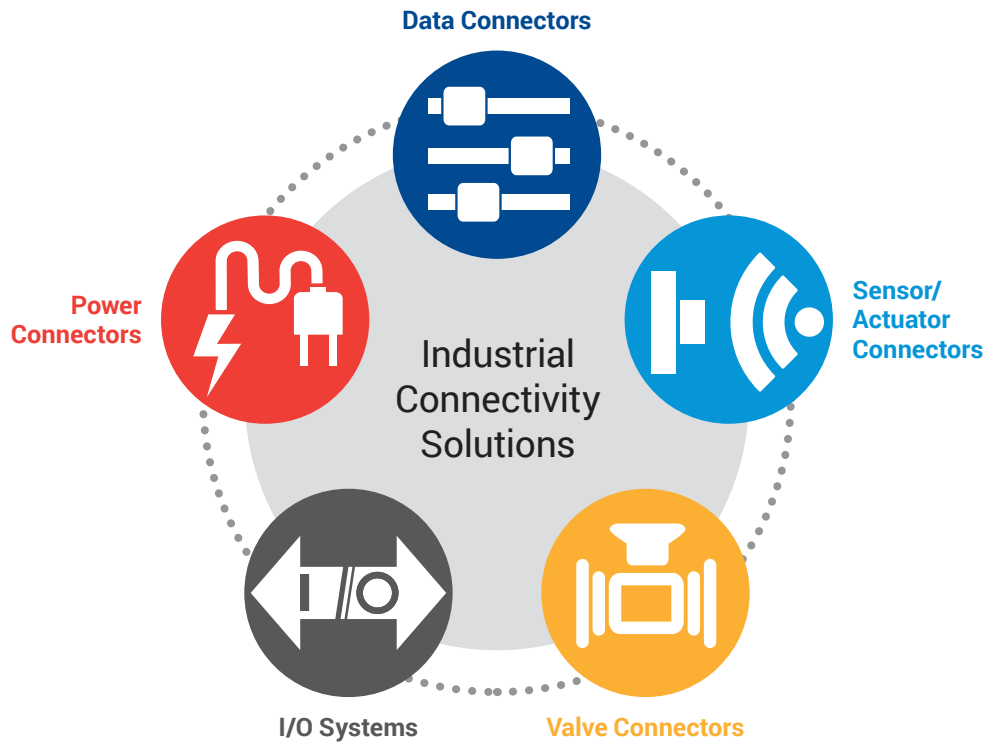 Data Connectors
Power
Connectors
Sensor/
Actuator
Connectors
Industrial
Connectivity
Solutions
I/O
I/O Systems
Valve Connectors